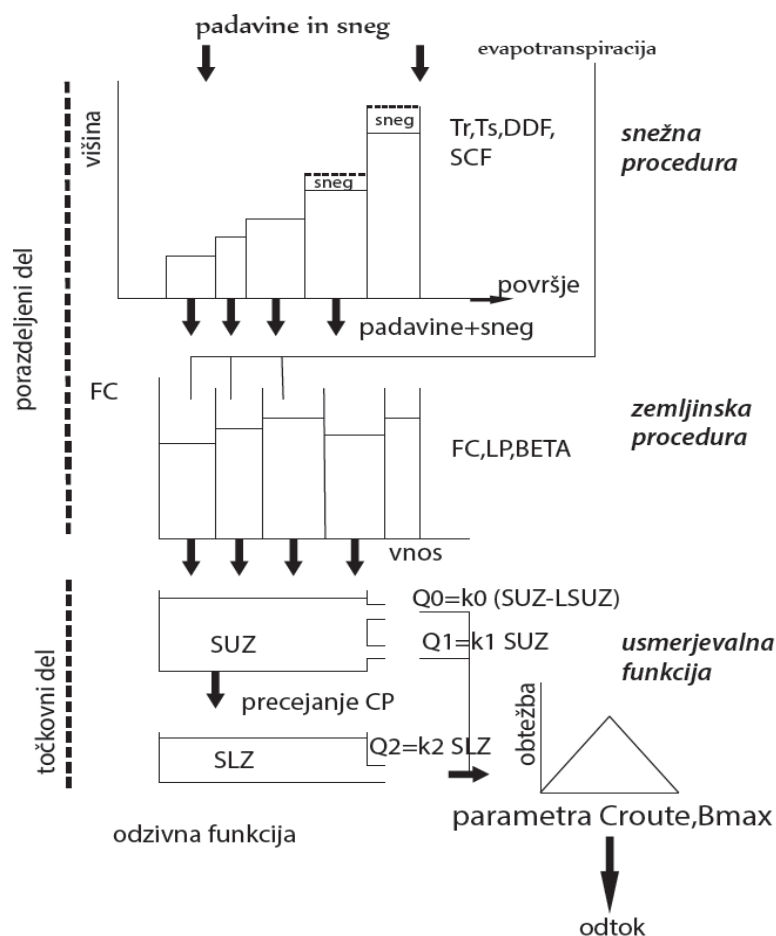 padavine in sneg
evapotranspiracija
višina
sneg
Tr,Ts,DDF,
SCF
snežna
procedura
sneg
površje
padavine+sneg
porazdeljeni del
FC
zemljinska
procedura
FC,LP,BETA
vnos
Q0=k0 (SUZ-LSUZ)
SUZ
Q1=k1 SUZ
usmerjevalna
funkcija
točkovni del
precejanje CP
obtežba
Q2=k2 SLZ
SLZ
parametra Croute,Bmax
odzivna funkcija
odtok